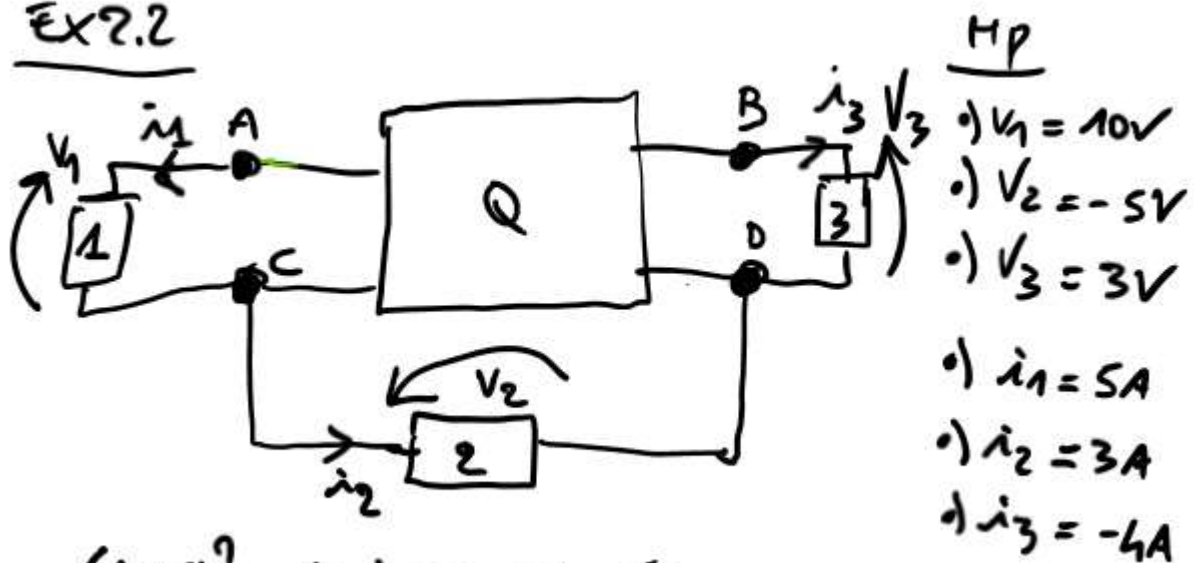 Ex2.2
Hp
V1 i1 A
B i3 V3
•) V1 = 10V
1
Q
3
•) V2 = -5V
C
D
•) V3 = 3V
V2
•) i1 = 5A
2
•) i2 = 3A
i2
•) i3 = -4A